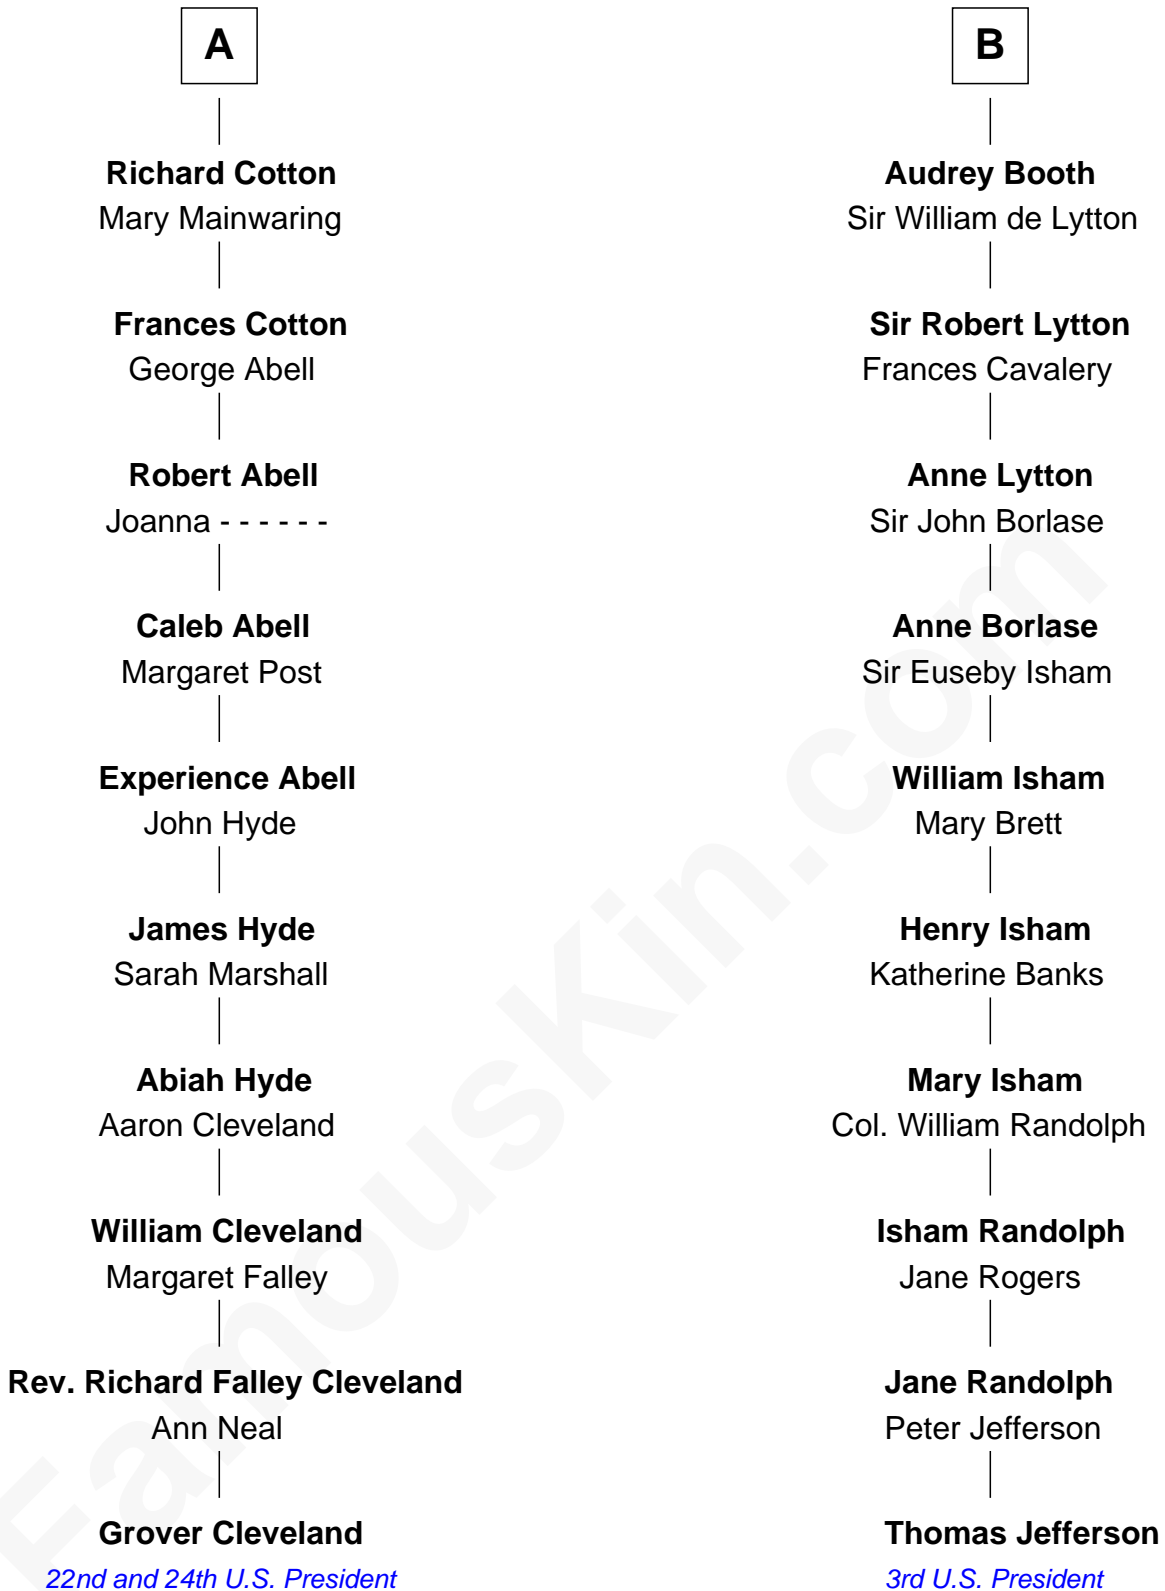 A
Richard Cotton
Mary Mainwaring
Frances Cotton
George Abell
Robert Abell
Joanna - - - - - -
Caleb Abell
Margaret Post
Experience Abell
John Hyde
James Hyde
Sarah Marshall
Abiah Hyde
Aaron Cleveland
William Cleveland
Margaret Falley
Rev. Richard Falley Cleveland
Ann Neal
Grover Cleveland
22nd and 24th U.S. President
B
Audrey Booth
Sir William de Lytton
Sir Robert Lytton
Frances Cavalery
Anne Lytton
Sir John Borlase
Anne Borlase
Sir Euseby Isham
William Isham
Mary Brett
Henry Isham
Katherine Banks
Mary Isham
Col. William Randolph
Isham Randolph
Jane Rogers
Jane Randolph
Peter Jefferson
Thomas Jefferson
3rd U.S. President
FamousKin.com